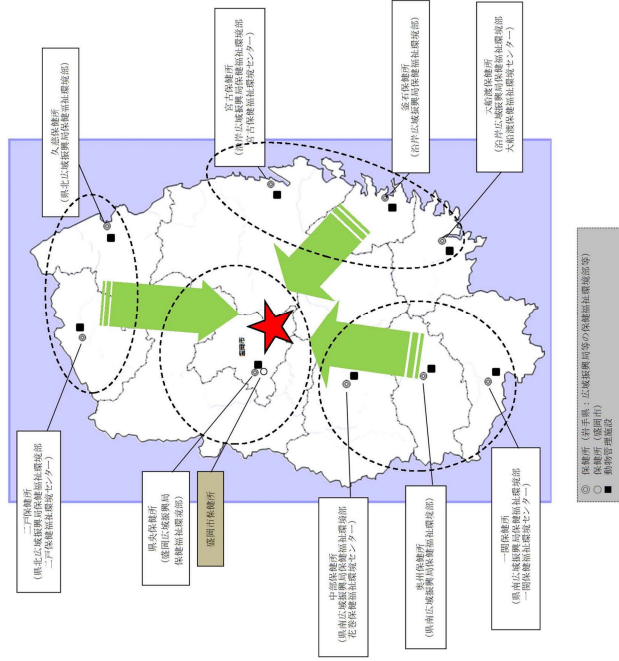 二戸保健所
(県北広域振興局保健福祉環境部
二戸保健福祉環境センター)
久慈保健所
(県北広域振興局保健福祉環境部)
県央保健所
(盛岡広域振興局
保健福祉環境部)
盛岡市保健所
盛岡市
宮古保健所
(沿岸広域振興局保健福祉環境部
宮古保健福祉環境センター)
釜石保健所
(沿岸広域振興局保健福祉環境部)
大船渡保健所
(沿岸広域振興局保健福祉環境部
大船渡保健福祉環境センター)
中部保健所
(県南広域振興局保健福祉環境部
花巻保健福祉環境センター)
奥州保健所
(県南広域振興局保健福祉環境部)
一関保健所
(県南広域振興局保健福祉環境部
一関保健福祉環境センター)
◎ 保健所 (岩手県:広域振興局等の保健福祉環境部等)
○ 保健所 (盛岡市)
■ 動物管理施設